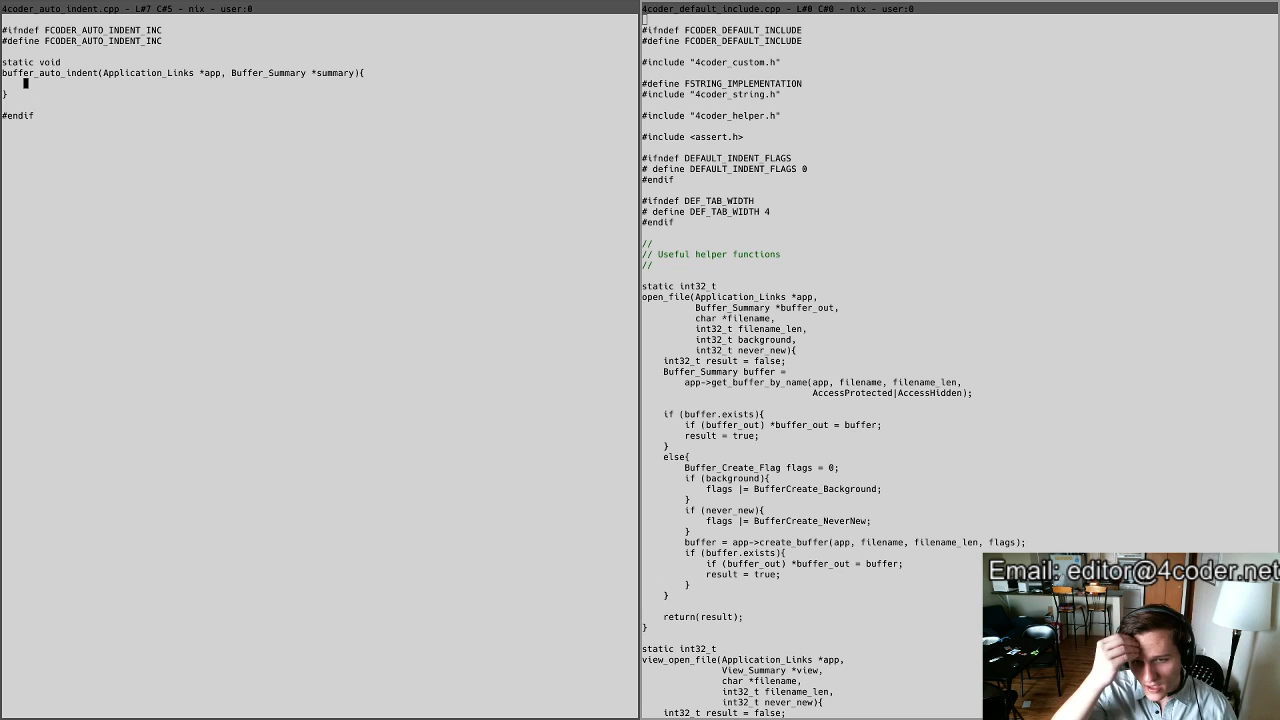 4coder_auto_indent.cpp - L#7 C#5 - nix - user:0
#ifndef FCODER_AUTO_INDENT_INC
#define FCODER_AUTO_INDENT_INC
static void
buffer_auto_indent(Application_Links *app, Buffer_Summary *summary){
}
#endif
4coder_default_include.cpp - L#0 C#0 - nix - user:0
#ifndef FCODER_DEFAULT_INCLUDE
#define FCODER_DEFAULT_INCLUDE
#include "4coder_custom.h"
#define FSTRING_IMPLEMENTATION
#include "4coder_string.h"
#include "4coder_helper.h"
#include <assert.h>
#ifndef DEFAULT_INDENT_FLAGS
# define DEFAULT_INDENT_FLAGS 0
#endif
#ifndef DEF_TAB_WIDTH
# define DEF_TAB_WIDTH 4
#endif
//
// Useful helper functions
//
static int32_t
open_file(Application_Links *app,
Buffer_Summary *buffer_out,
char *filename,
int32_t filename_len,
int32_t background,
int32_t never_new){
int32_t result = false;
Buffer_Summary buffer =
app->get_buffer_by_name(app, filename, filename_len,
AccessProtected|AccessHidden);
if (buffer.exists){
if (buffer_out) *buffer_out = buffer;
result = true;
}
else{
Buffer_Create_Flag flags = 0;
if (background){
flags |= BufferCreate_Background;
}
if (never_new){
flags |= BufferCreate_NeverNew;
}
buffer = app->create_buffer(app, filename, filename_len, flags);
if (buffer.exists){
if (buffer_out) *buffer_out = buffer;
result = true;
}
}
return(result);
}
static int32_t
view_open_file(Application_Links *app,
View_Summary *view,
char *filename,
int32_t filename_len,
int32_t never_new){
int32_t result = false;
Email: editor@4coder.net